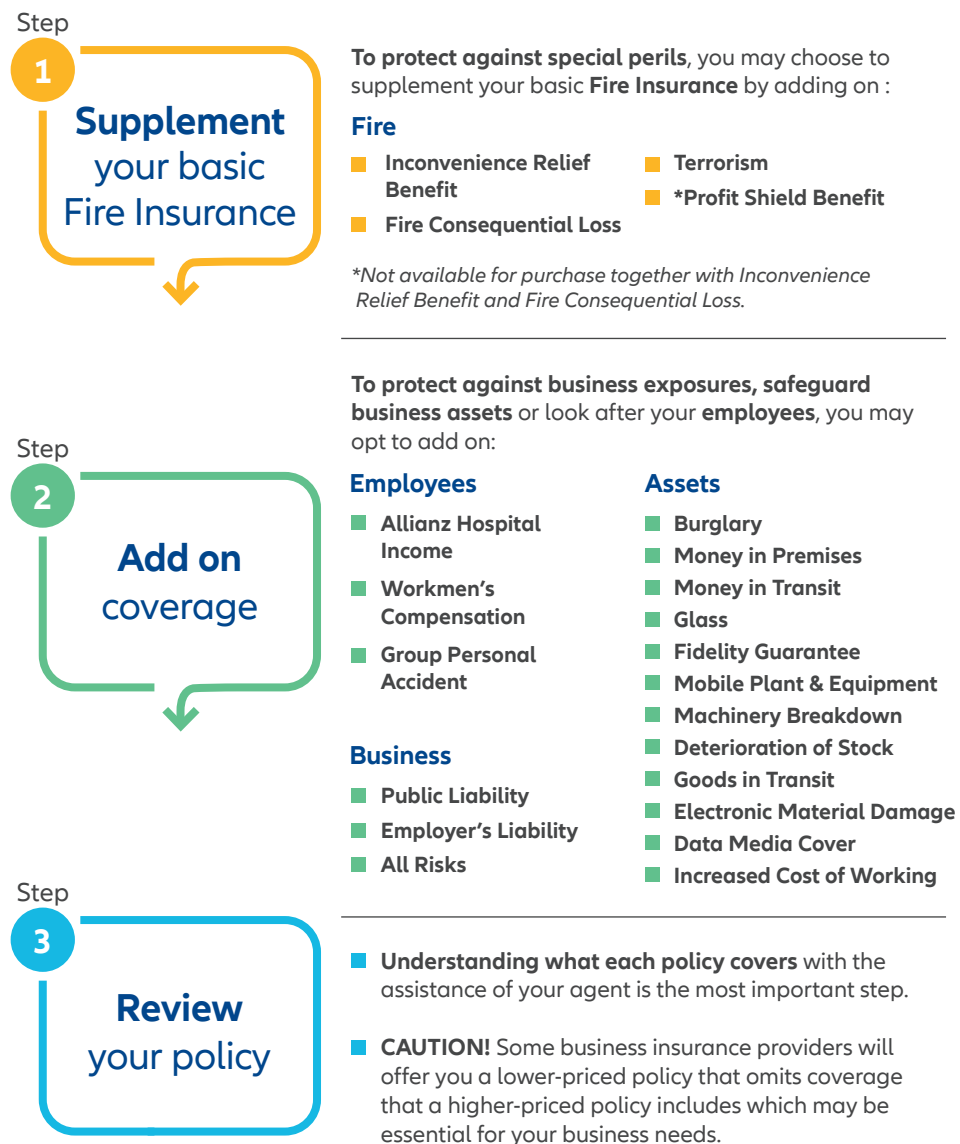 Step
1
Supplement
your basic
Fire Insurance
To protect against special perils, you may choose to
supplement your basic Fire Insurance by adding on :
Fire
Inconvenience Relief
Benefit
Fire Consequential Loss
Terrorism
*Profit Shield Benefit
*Not available for purchase together with Inconvenience
Relief Benefit and Fire Consequential Loss.
Step
2
Add on
coverage
To protect against business exposures, safeguard
business assets or look after your employees, you may
opt to add on:
Employees
Allianz Hospital
Income
Workmen's
Compensation
Group Personal
Accident
Business
Public Liability
Employer's Liability
All Risks
Assets
Burglary
Money in Premises
Money in Transit
Glass
Fidelity Guarantee
Mobile Plant & Equipment
Machinery Breakdown
Deterioration of Stock
Goods in Transit
Electronic Material Damage
Data Media Cover
Increased Cost of Working
Step
3
Review
your policy
Understanding what each policy covers with the
assistance of your agent is the most important step.
CAUTION! Some business insurance providers will
offer you a lower-priced policy that omits coverage
that a higher-priced policy includes which may be
essential for your business needs.